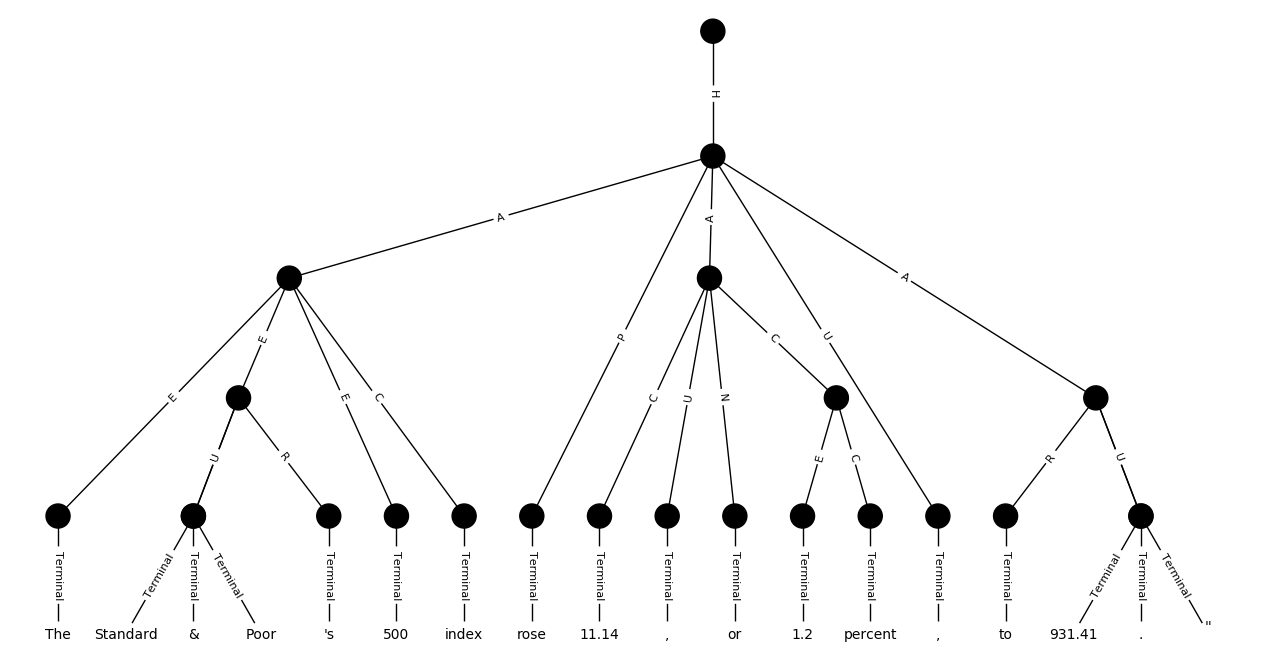 H
A
A
A
E
P
U
C
E
E
C
C
U
N
U
R
E
C
R
U
Terminal Terminal Terminal Terminal Terminal Terminal Terminal Terminal Terminal Terminal Terminal Terminal Terminal Terminal Terminal Terminal Terminal Terminal
The Standard & Poor 's 500 index rose 11.14 , or 1.2 percent , to 931.41 . "